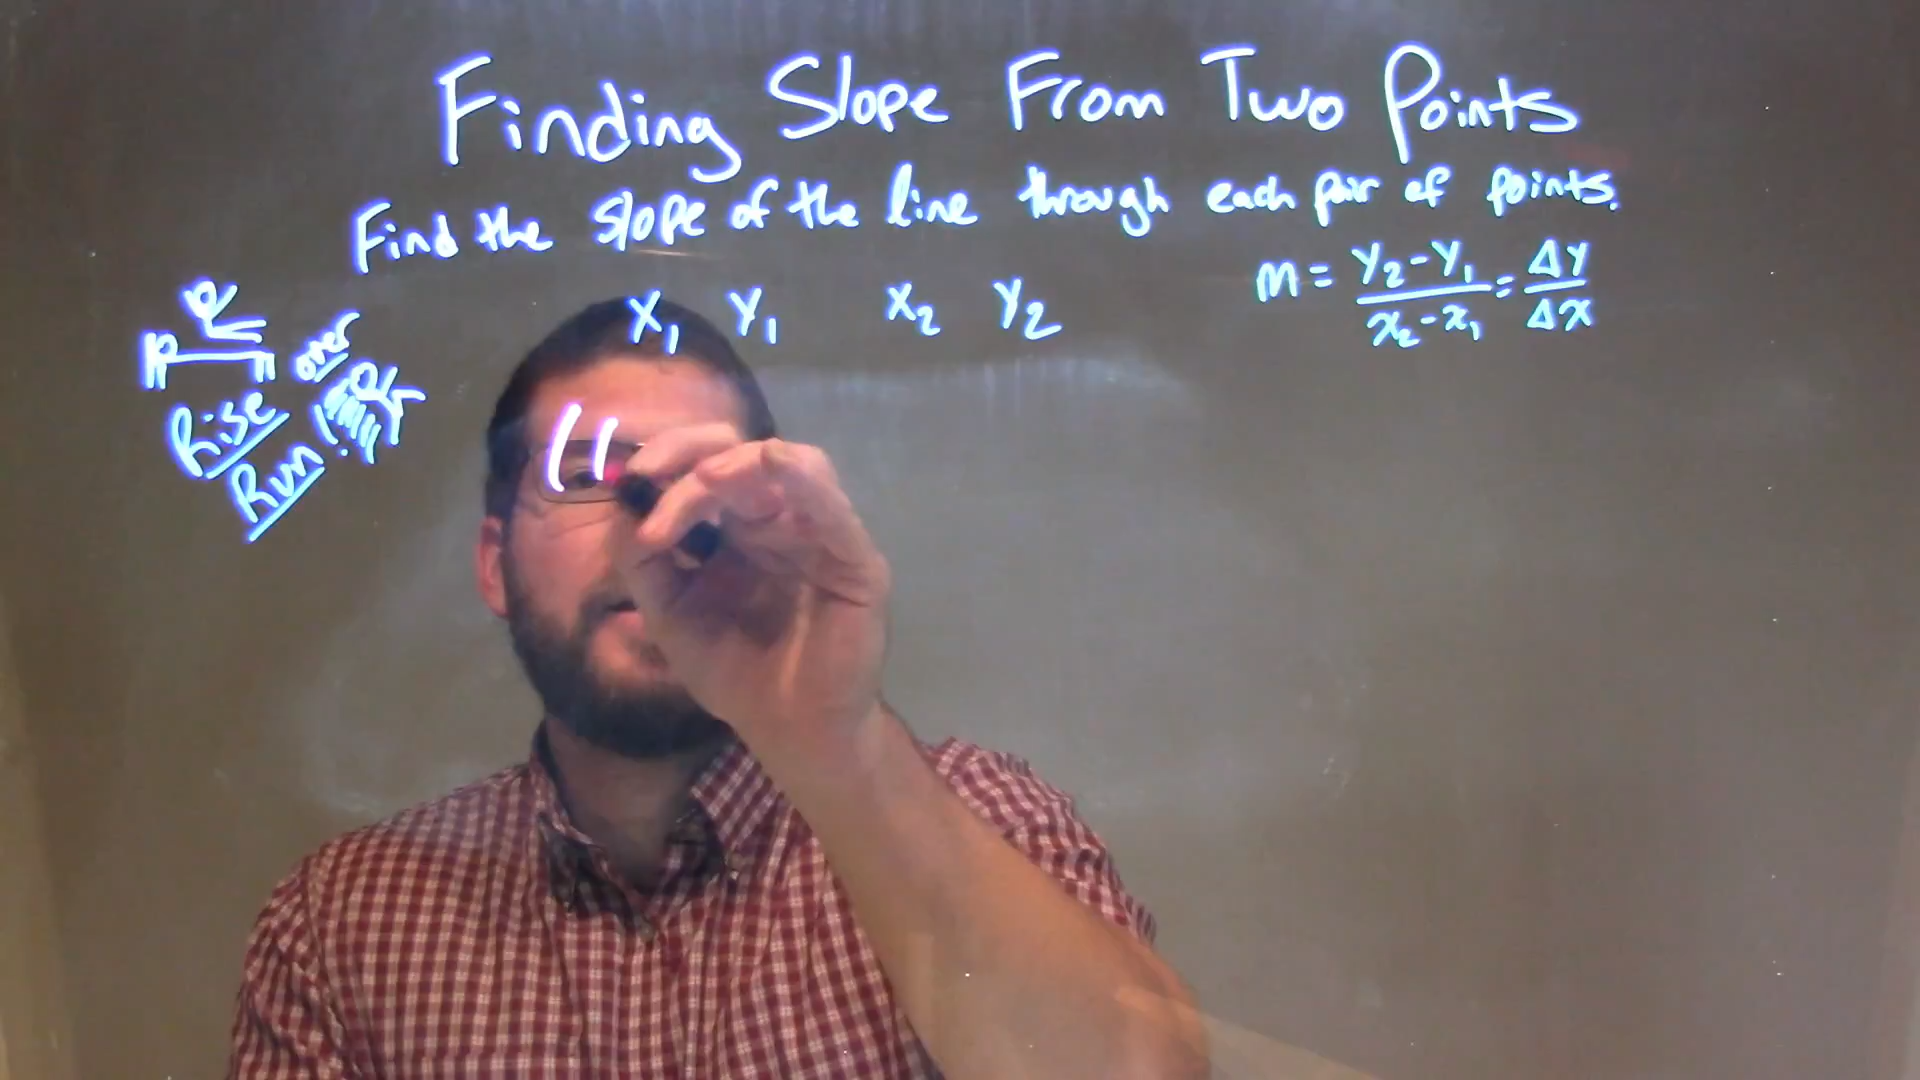 Finding Slope From Two Points
Find the slope of the line through each pair of points.
m = y₂-y₁/x₂-x₁ = Δy/Δx
x₁ y₁ x₂ y₂
over
Rise
Run
(1